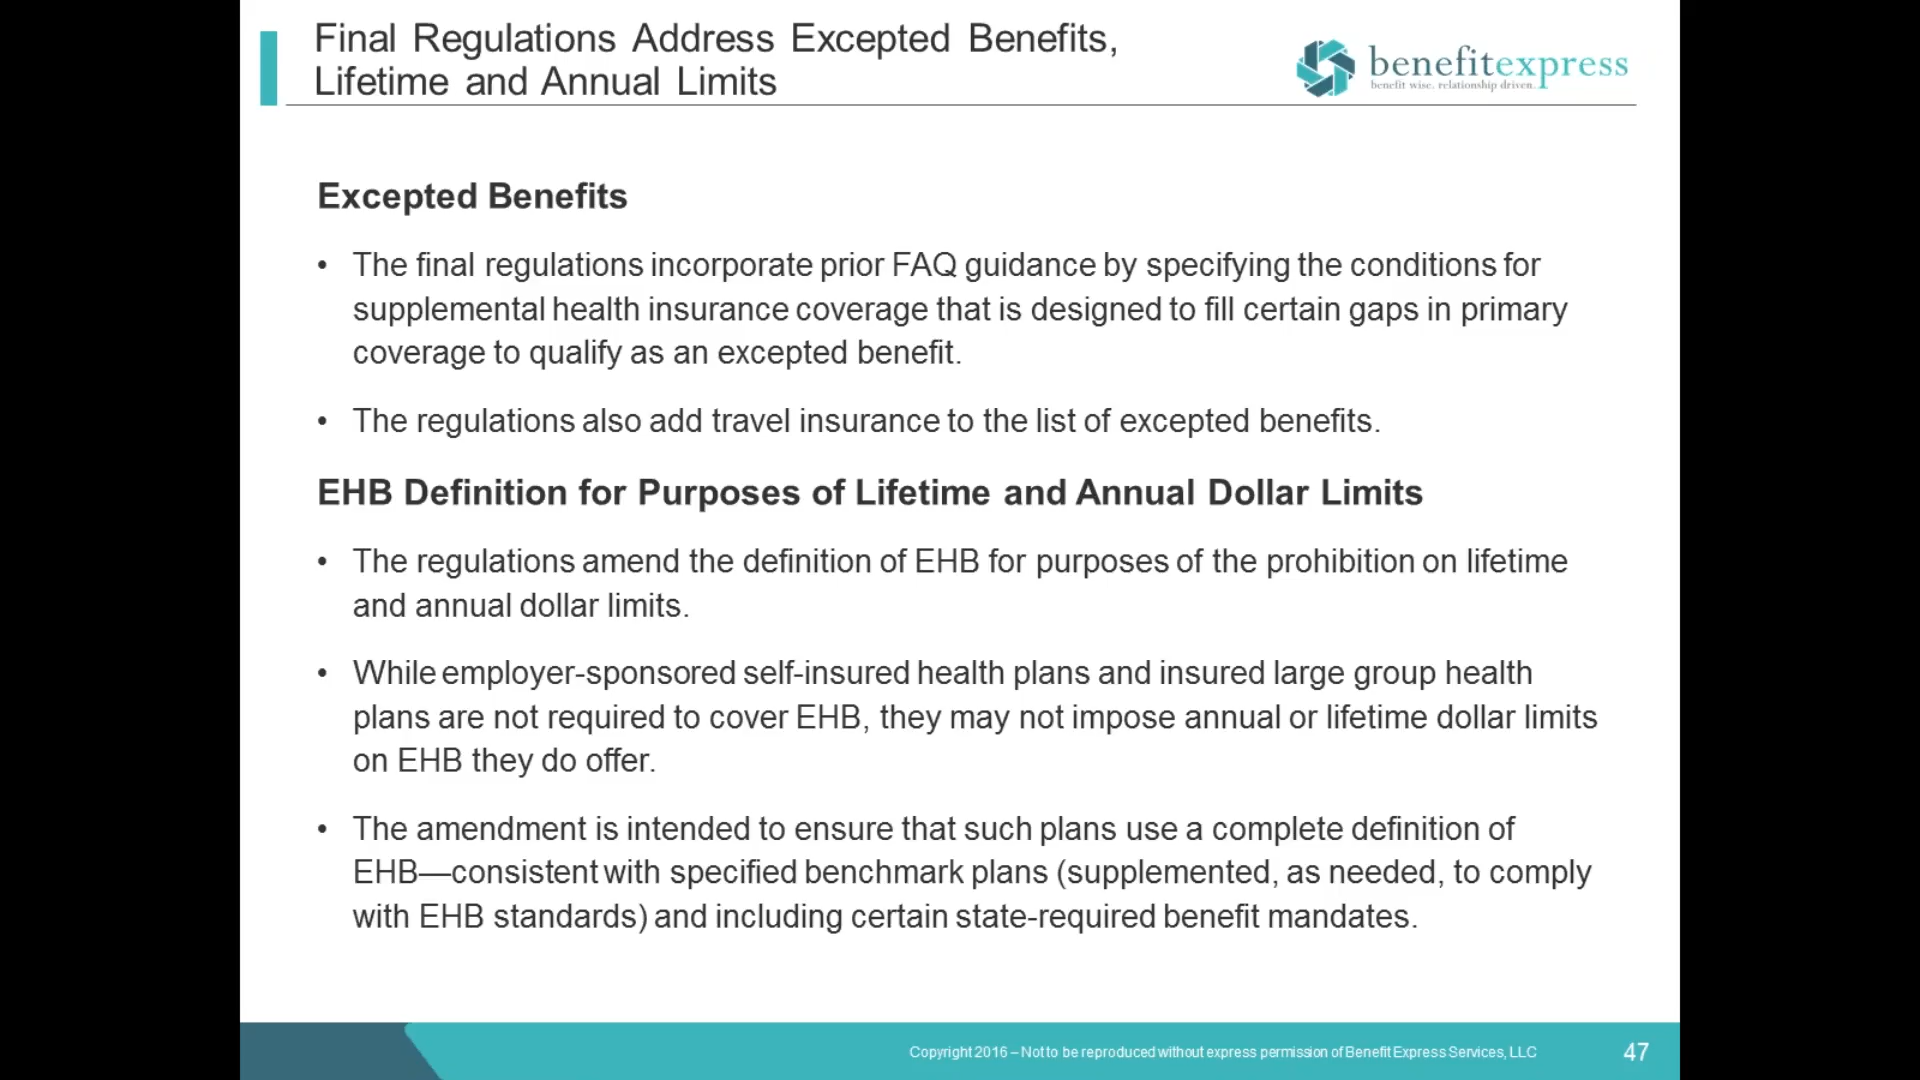 Final Regulations Address Excepted Benefits,
Lifetime and Annual Limits
benefitexpress
benefit wise. relationship driven.
Excepted Benefits
• The final regulations incorporate prior FAQ guidance by specifying the conditions for
supplemental health insurance coverage that is designed to fill certain gaps in primary
coverage to qualify as an excepted benefit.
• The regulations also add travel insurance to the list of excepted benefits.
EHB Definition for Purposes of Lifetime and Annual Dollar Limits
• The regulations amend the definition of EHB for purposes of the prohibition on lifetime
and annual dollar limits.
• While employer-sponsored self-insured health plans and insured large group health
plans are not required to cover EHB, they may not impose annual or lifetime dollar limits
on EHB they do offer.
• The amendment is intended to ensure that such plans use a complete definition of
EHB—consistent with specified benchmark plans (supplemented, as needed, to comply
with EHB standards) and including certain state-required benefit mandates.
Copyright 2016 – Not to be reproduced without express permission of Benefit Express Services, LLC
47